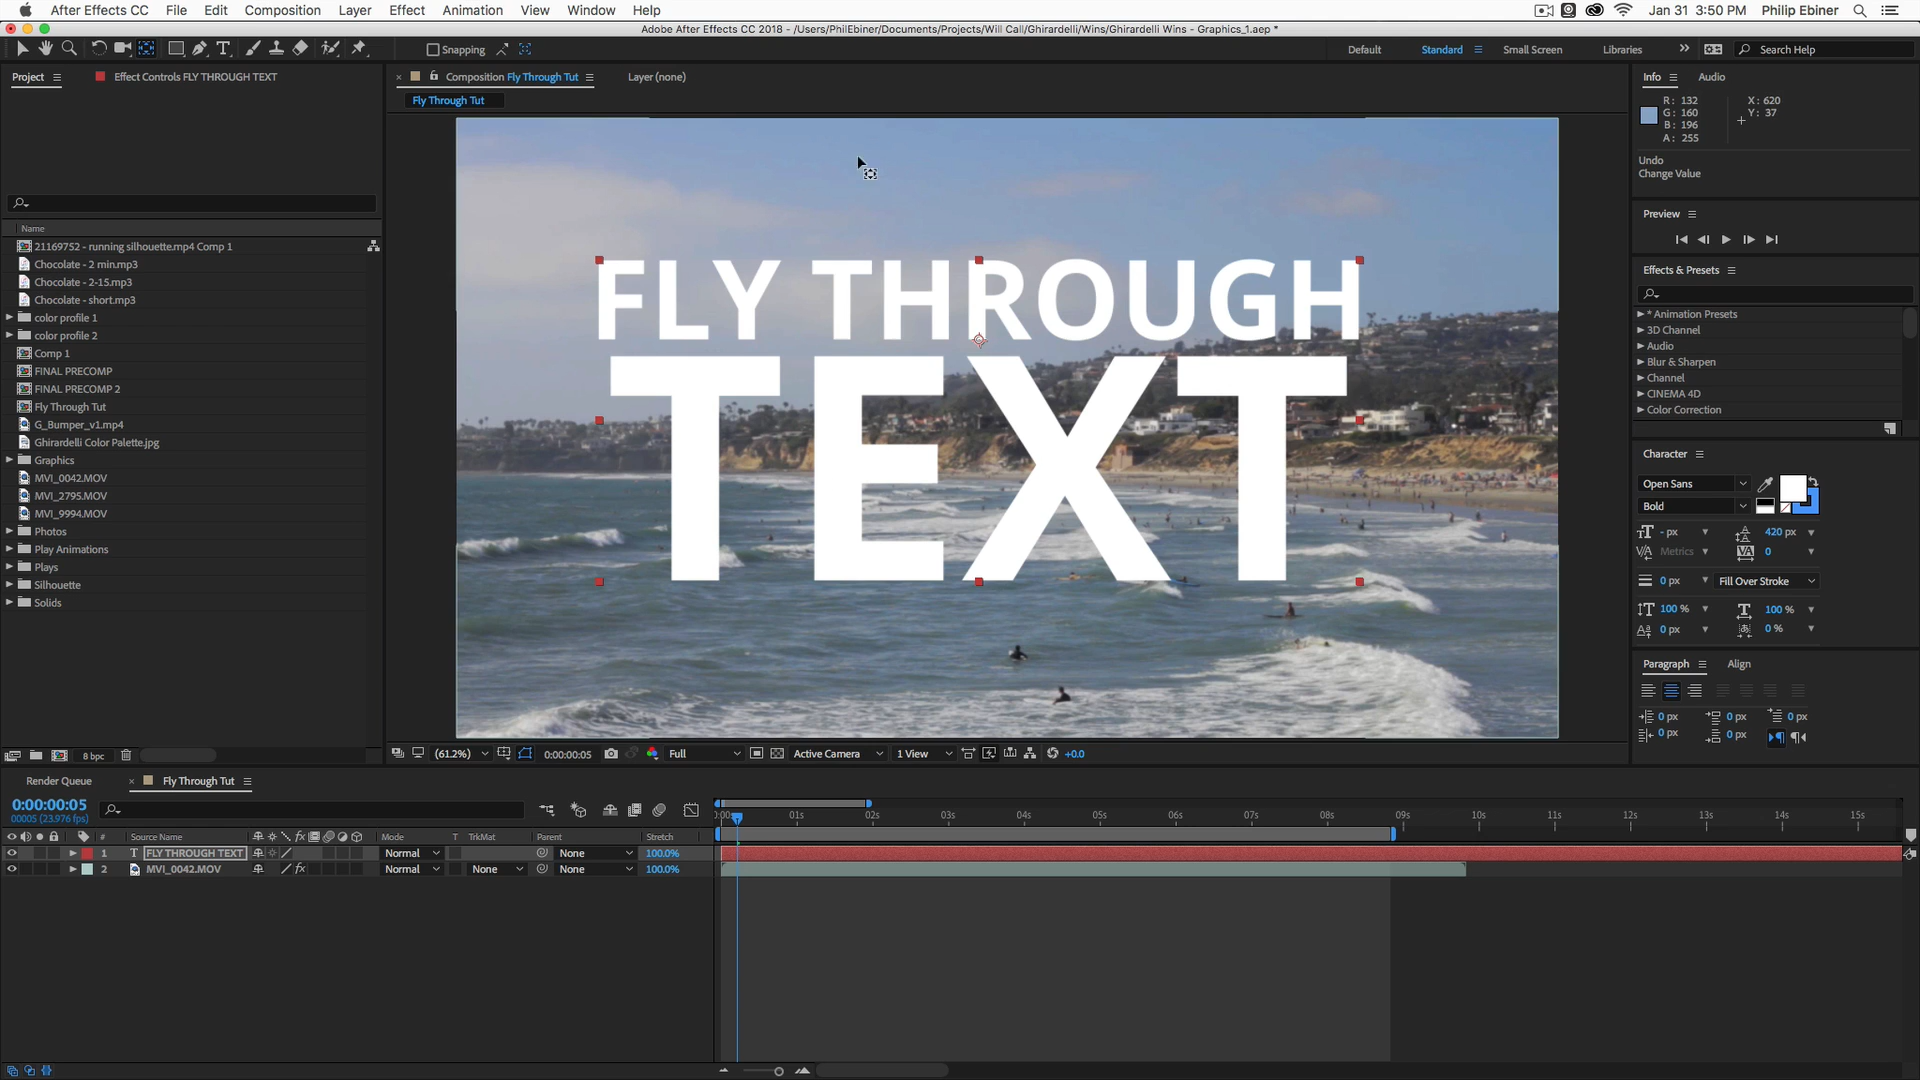 After Effects CC File Edit Composition Layer Effect Animation View Window Help Jan 31 3:50 PM Philip Ebiner
Adobe After Effects CC 2018 - /Users/PhilEbiner/Documents/Projects/Will Call/Ghirardelli/Wins/Ghirardelli Wins - Graphics_1.aep *
Snapping Default Standard Small Screen Libraries Search Help
Project Effect Controls FLY THROUGH TEXT Composition Fly Through Tut Layer (none) Info Audio
Fly Through Tut
R: 132 X: 620
G: 160 Y: 37
B: 196
A: 255
Undo
Change Value
Preview
Effects & Presets
* Animation Presets
3D Channel
Audio
Blur & Sharpen
Channel
CINEMA 4D
Color Correction
Character
Open Sans
Bold
- px 420 px
Metrics 0
0 px Fill Over Stroke
100 % 100 %
0 px 0 %
Paragraph Align
0 px 0 px 0 px
0 px 0 px
Name
21169752 - running silhouette.mp4 Comp 1
Chocolate - 2 min.mp3
Chocolate - 2-15.mp3
Chocolate - short.mp3
color profile 1
color profile 2
Comp 1
FINAL PRECOMP
FINAL PRECOMP 2
Fly Through Tut
G_Bumper_v1.mp4
Ghirardelli Color Palette.jpg
Graphics
MVI_0042.MOV
MVI_2795.MOV
MVI_9994.MOV
Photos
Play Animations
Plays
Silhouette
Solids
8 bpc
FLY THROUGH
TEXT
(61.2%) 0:00:00:05 Full Active Camera 1 View +0.0
Render Queue Fly Through Tut
0:00:00:05
00005 (23.976 fps)
01s 02s 03s 04s 05s 06s 07s 08s 09s 10s 11s 12s 13s 14s 15s
# Source Name Mode T TrkMat Parent Stretch
1 T FLY THROUGH TEXT Normal None 100.0%
2 MVI_0042.MOV Normal None None 100.0%